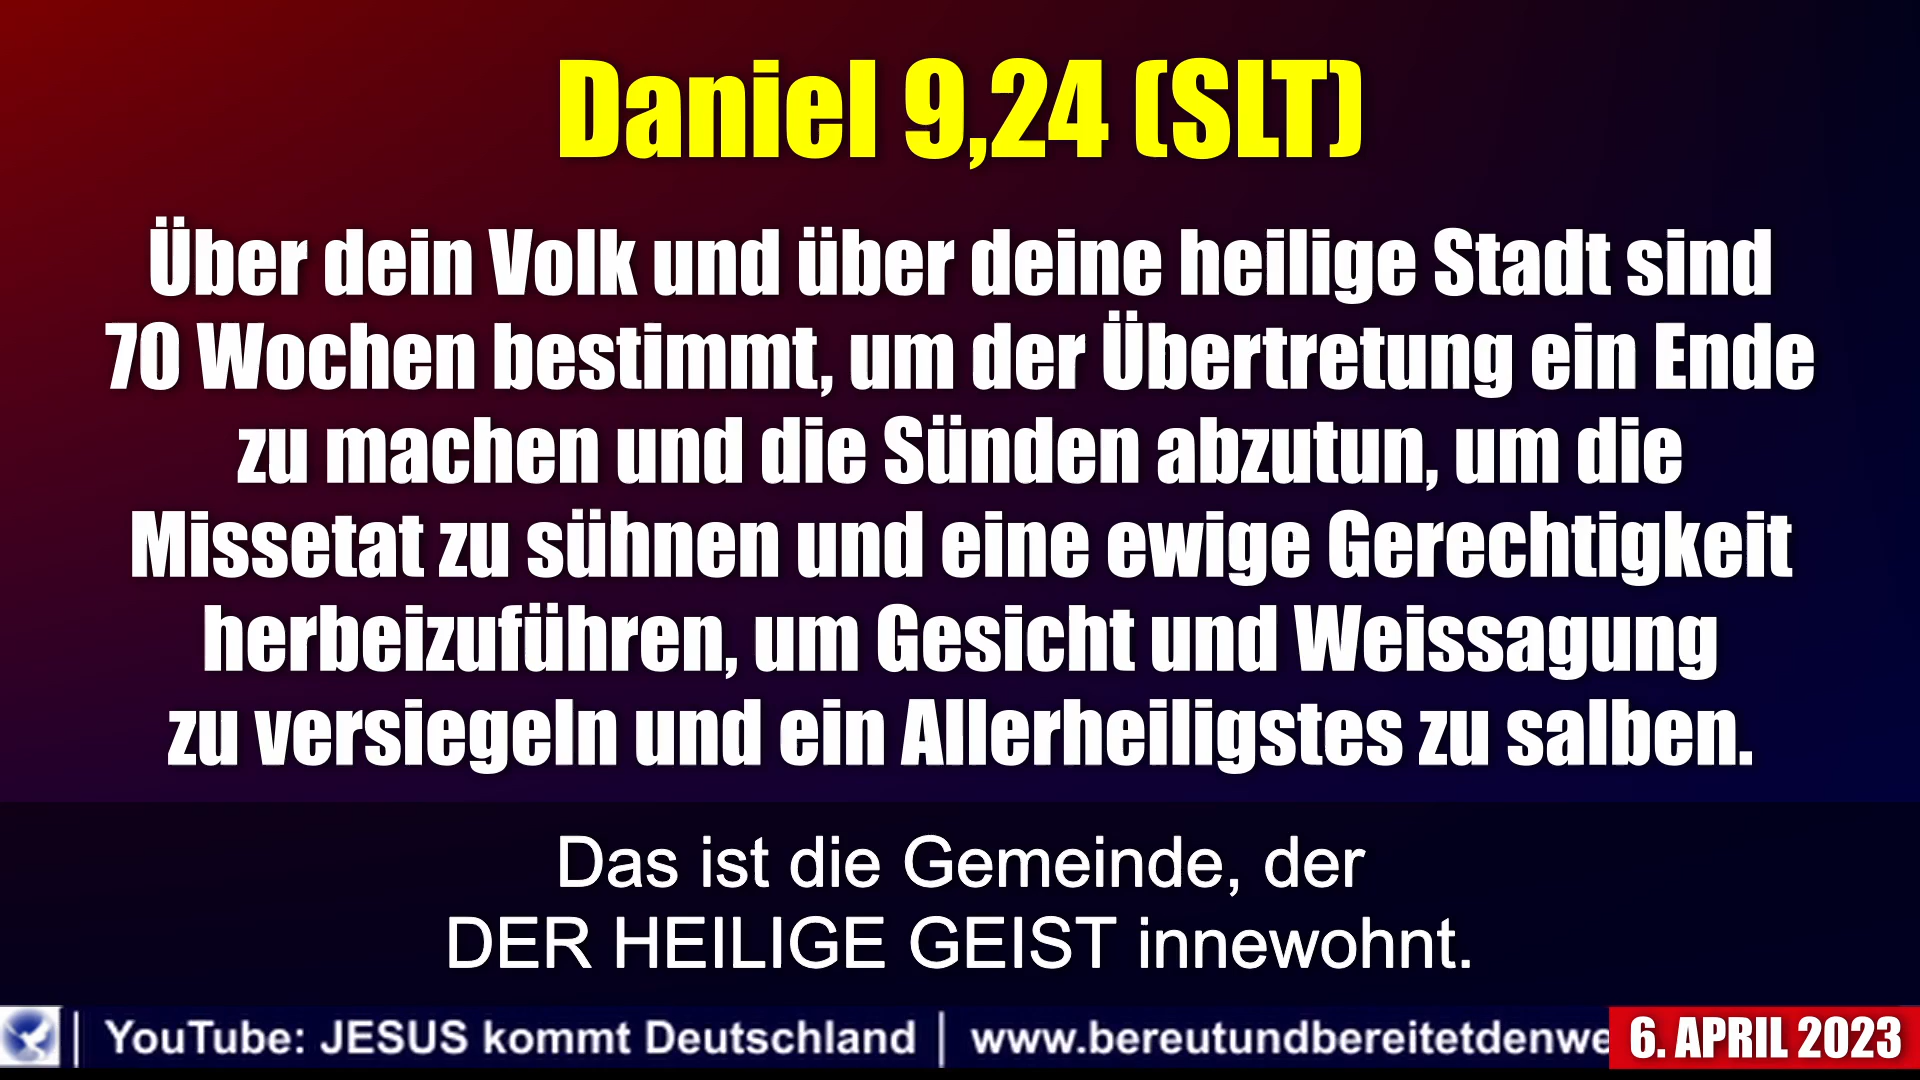 Daniel 9,24 (SLT)
Über dein Volk und über deine heilige Stadt sind
70 Wochen bestimmt, um der Übertretung ein Ende
zu machen und die Sünden abzutun, um die
Missetat zu sühnen und eine ewige Gerechtigkeit
herbeizuführen, um Gesicht und Weissagung
zu versiegeln und ein Allerheiligstes zu salben.
Das ist die Gemeinde, der
DER HEILIGE GEIST innewohnt.
| YouTube: JESUS kommt Deutschland | www.bereutundbereitetdenwe
6. APRIL 2023